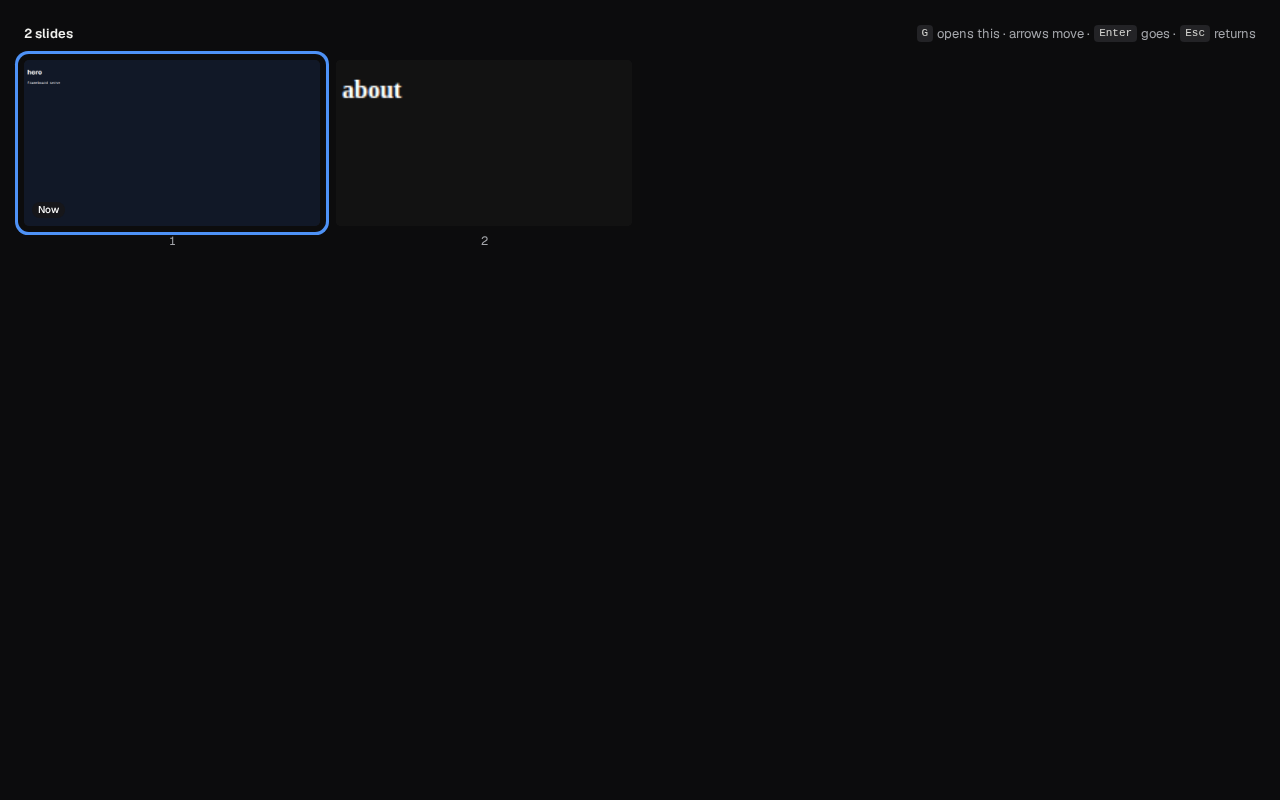 2 slides
G opens this · arrows move · Enter goes · Esc returns
hero
about
Now
1
2